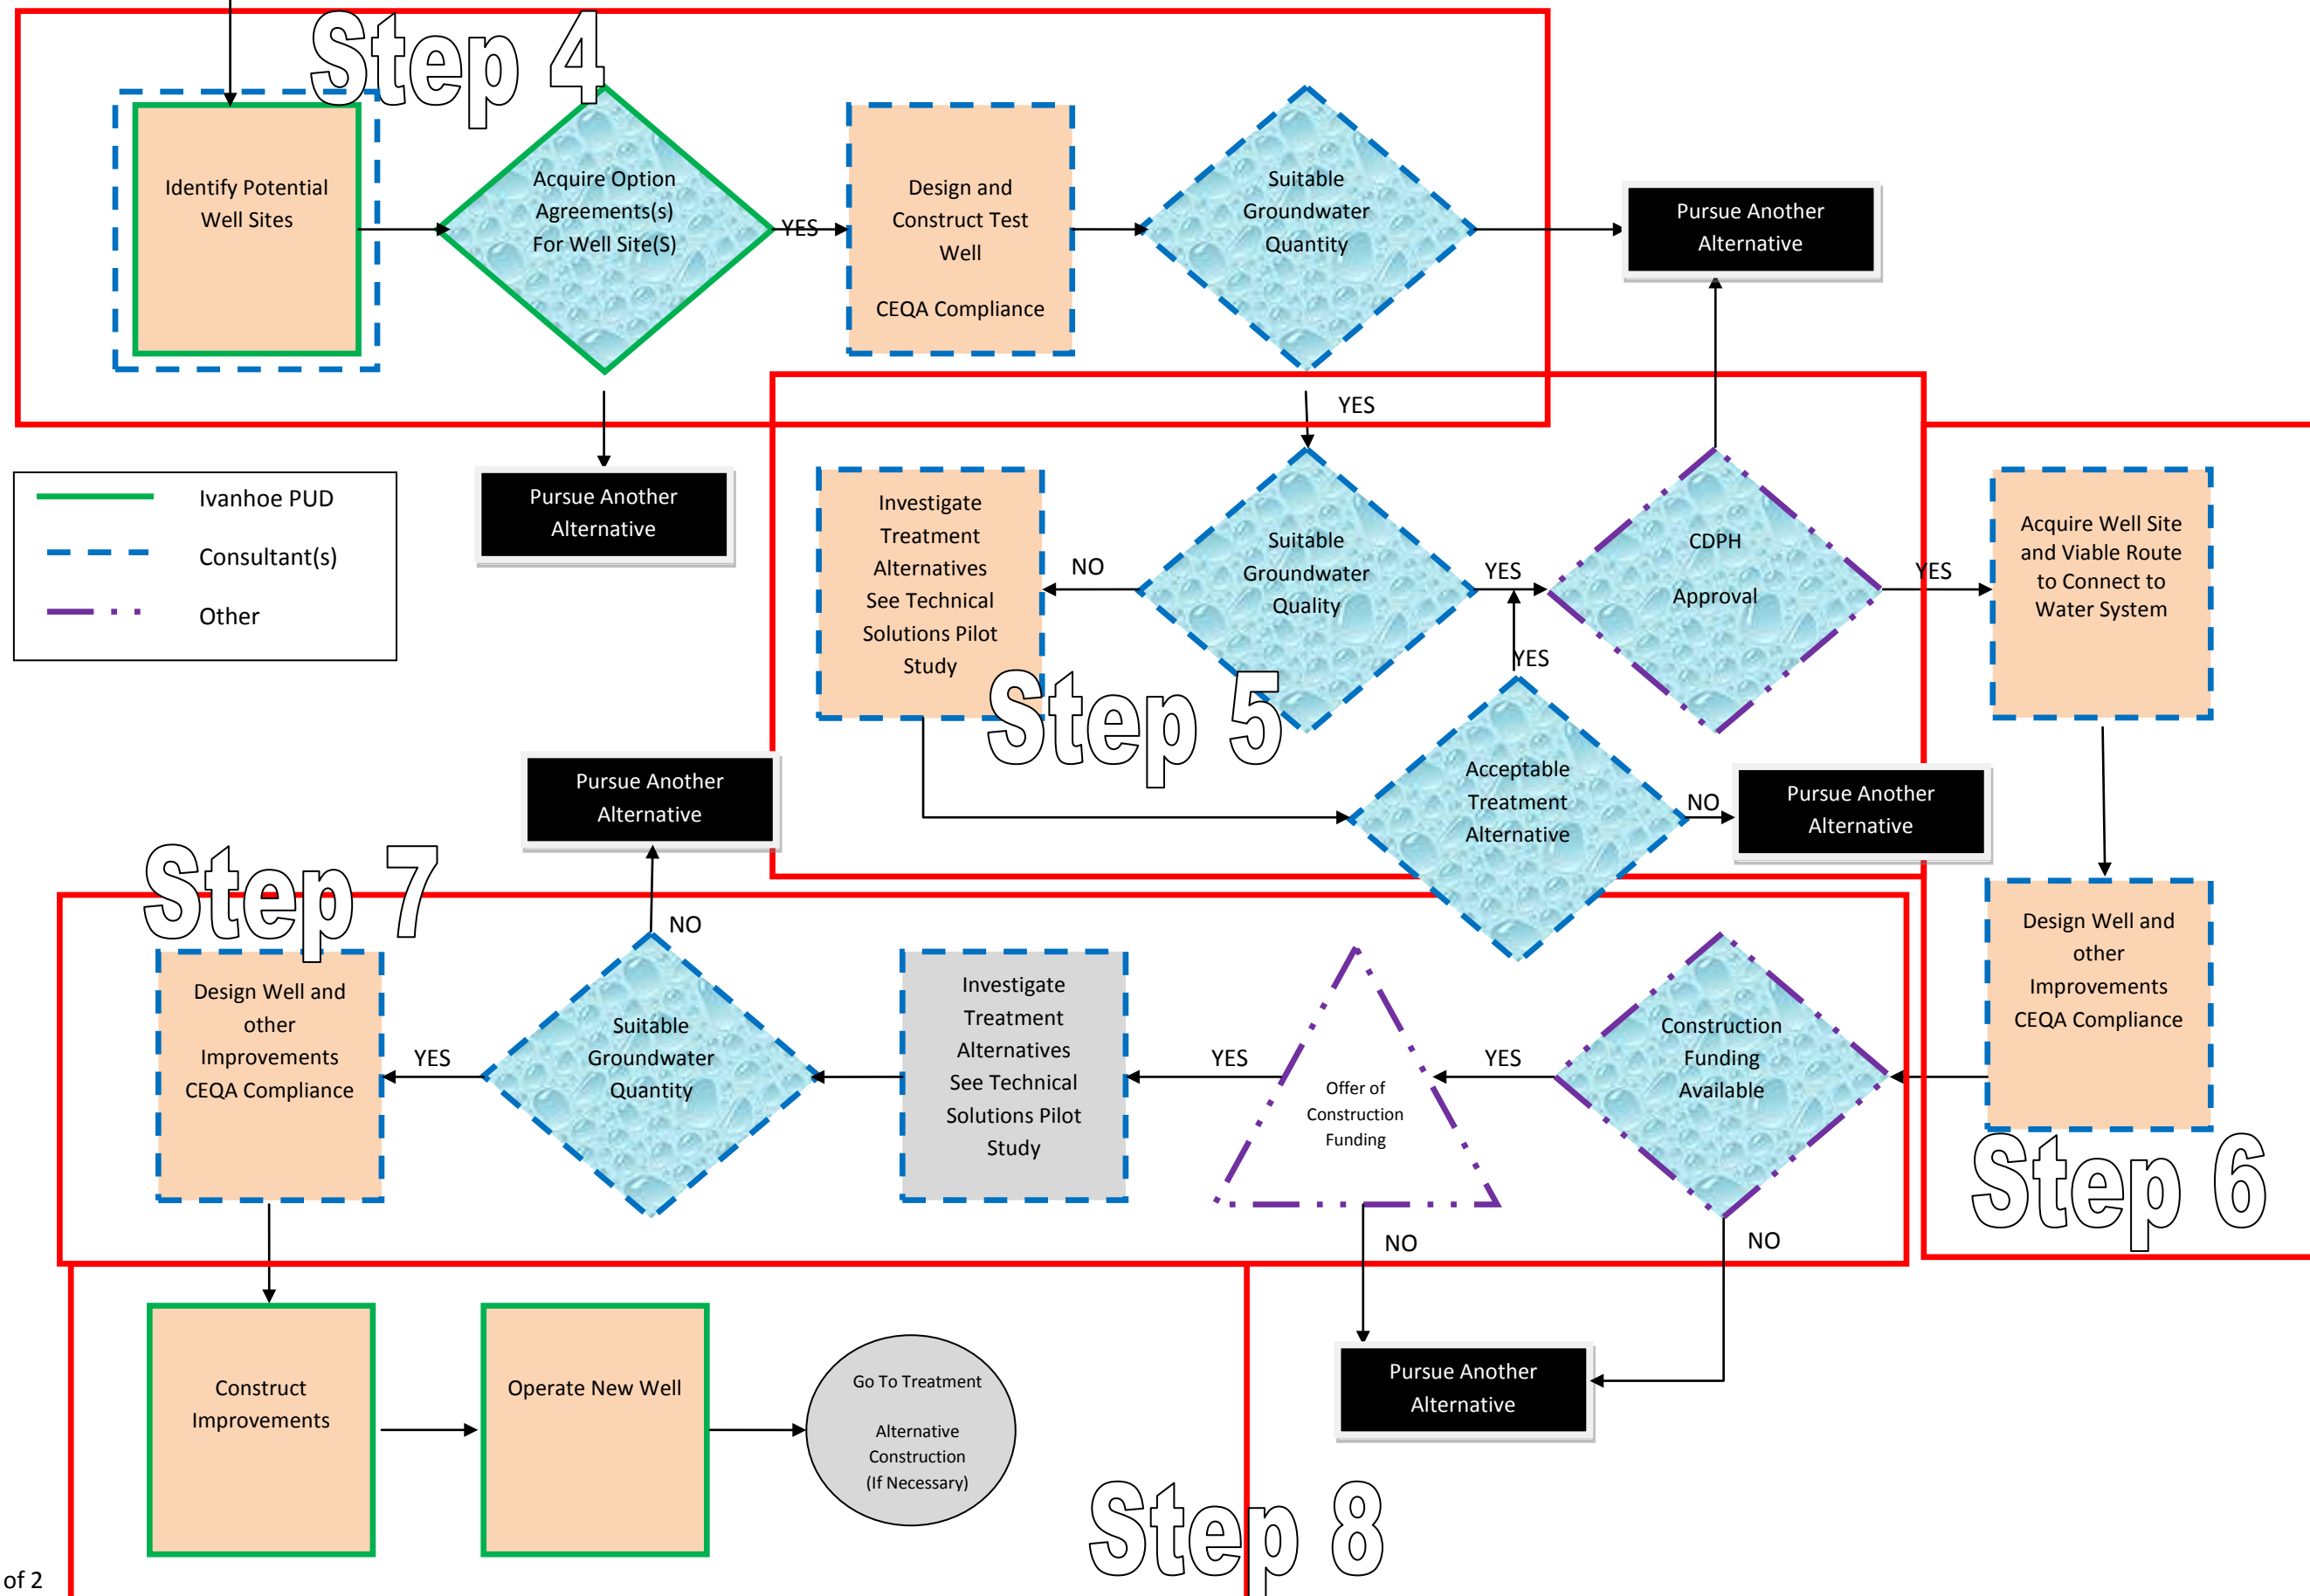 Step 4
Identify Potential
Well Sites
Acquire Option
Agreements(s)
For Well Site(S)
YES
Design and
Construct Test
Well
CEQA Compliance
Suitable
Groundwater
Quantity
Pursue Another
Alternative
YES
Ivanhoe PUD
Consultant(s)
Other
Pursue Another
Alternative
Investigate
Treatment
Alternatives
See Technical
Solutions Pilot
Study
NO
Suitable
Groundwater
Quality
YES
CDPH
Approval
YES
Acquire Well Site
and Viable Route
to Connect to
Water System
Step 5
YES
Acceptable
Treatment
Alternative
NO
Pursue Another
Alternative
Pursue Another
Alternative
Step 7
NO
Design Well and
other
Improvements
CEQA Compliance
YES
Suitable
Groundwater
Quantity
Investigate
Treatment
Alternatives
See Technical
Solutions Pilot
Study
YES
Offer of
Construction
Funding
YES
Construction
Funding
Available
Design Well and
other
Improvements
CEQA Compliance
Step 6
NO
NO
Construct
Improvements
Operate New Well
Go To Treatment
Alternative
Construction
(If Necessary)
Pursue Another
Alternative
Step 8
of 2